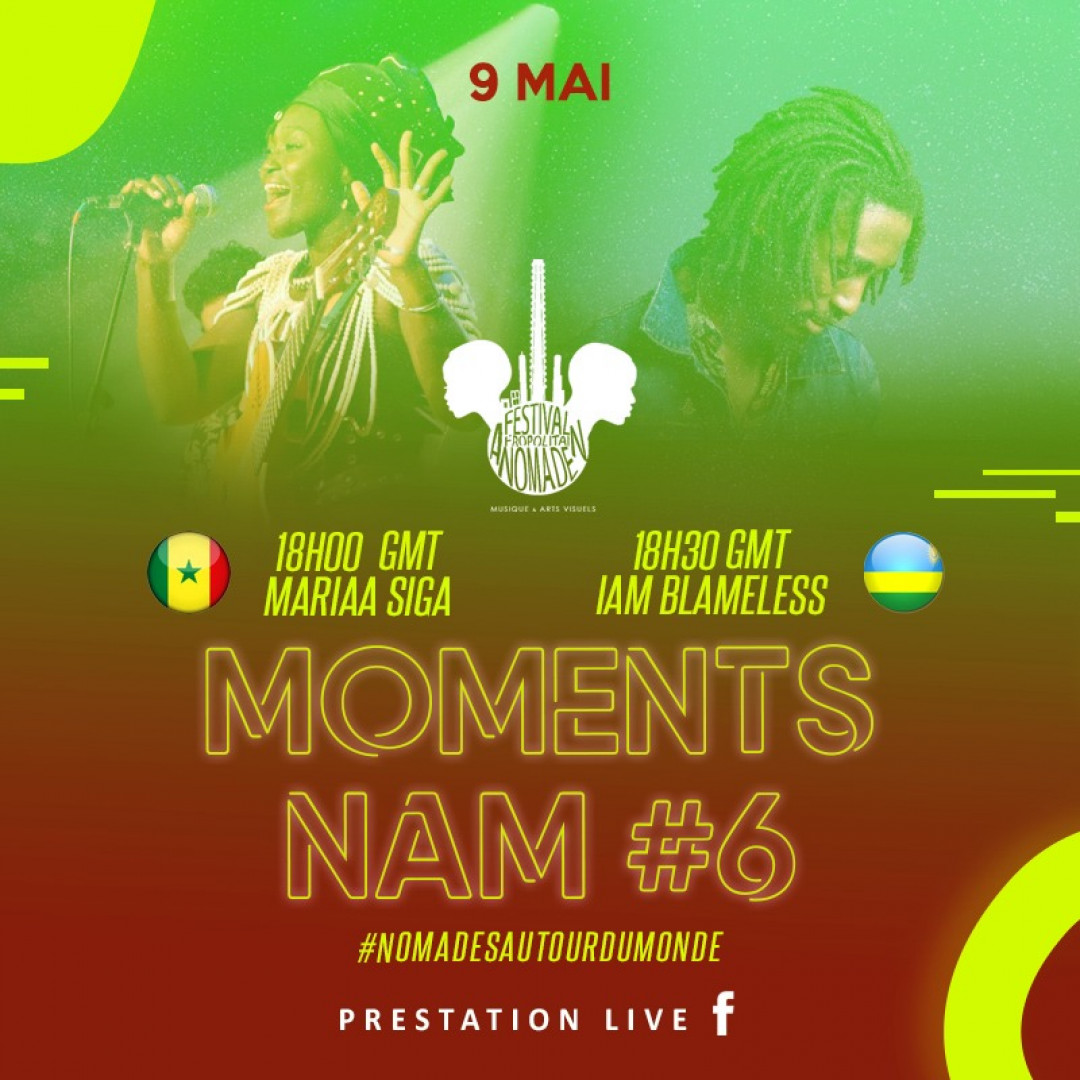 9 MAI
FESTIVAL
AFROPOLITAIN
NOMADE
MUSIQUE & ARTS VISUELS
18H00 GMT
MARIAA SIGA
18H30 GMT
IAM BLAMELESS
MOMENTS
NAM #6
#NOMADESAUTOURDUMONDE
PRESTATION LIVE f